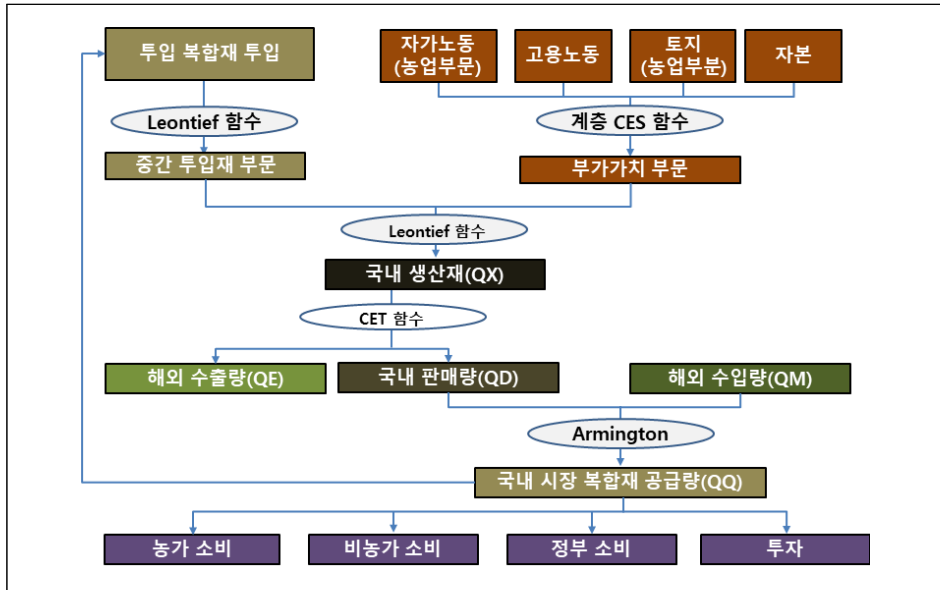 투입 복합재 투입
자가노동
(농업부문)
고용노동
토지
(농업부분)
자본
Leontief 함수
계층 CES 함수
중간 투입재 부문
부가가치 부문
Leontief 함수
국내 생산재(QX)
CET 함수
해외 수출량(QE)
국내 판매량(QD)
해외 수입량(QM)
Armington
국내 시장 복합재 공급량(QQ)
농가 소비
비농가 소비
정부 소비
투자